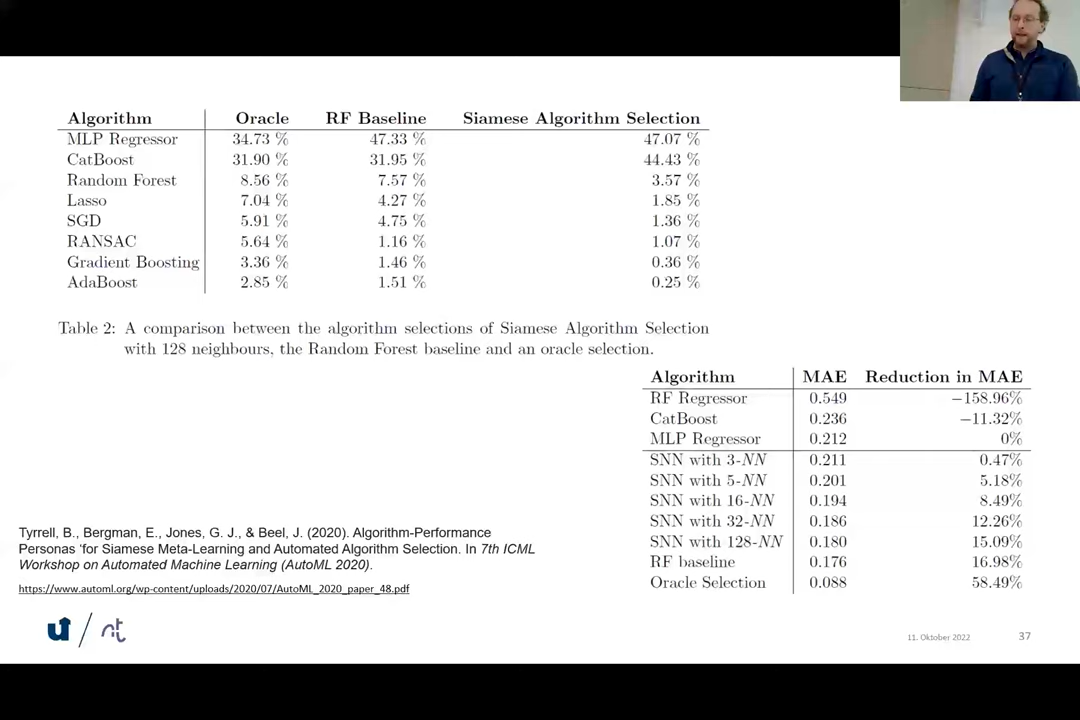 Algorithm Oracle RF Baseline Siamese Algorithm Selection
MLP Regressor 34.73 % 47.33 % 47.07 %
CatBoost 31.90 % 31.95 % 44.43 %
Random Forest 8.56 % 7.57 % 3.57 %
Lasso 7.04 % 4.27 % 1.85 %
SGD 5.91 % 4.75 % 1.36 %
RANSAC 5.64 % 1.16 % 1.07 %
Gradient Boosting 3.36 % 1.46 % 0.36 %
AdaBoost 2.85 % 1.51 % 0.25 %
Table 2: A comparison between the algorithm selections of Siamese Algorithm Selection
with 128 neighbours, the Random Forest baseline and an oracle selection.
Algorithm MAE Reduction in MAE
RF Regressor 0.549 −158.96%
CatBoost 0.236 −11.32%
MLP Regressor 0.212 0%
SNN with 3-NN 0.211 0.47%
SNN with 5-NN 0.201 5.18%
SNN with 16-NN 0.194 8.49%
SNN with 32-NN 0.186 12.26%
SNN with 128-NN 0.180 15.09%
RF baseline 0.176 16.98%
Oracle Selection 0.088 58.49%
Tyrrell, B., Bergman, E., Jones, G. J., & Beel, J. (2020). Algorithm-Performance
Personas ‘for Siamese Meta-Learning and Automated Algorithm Selection. In 7th ICML
Workshop on Automated Machine Learning (AutoML 2020).
https://www.automl.org/wp-content/uploads/2020/07/AutoML_2020_paper_48.pdf
11. Oktober 2022 37